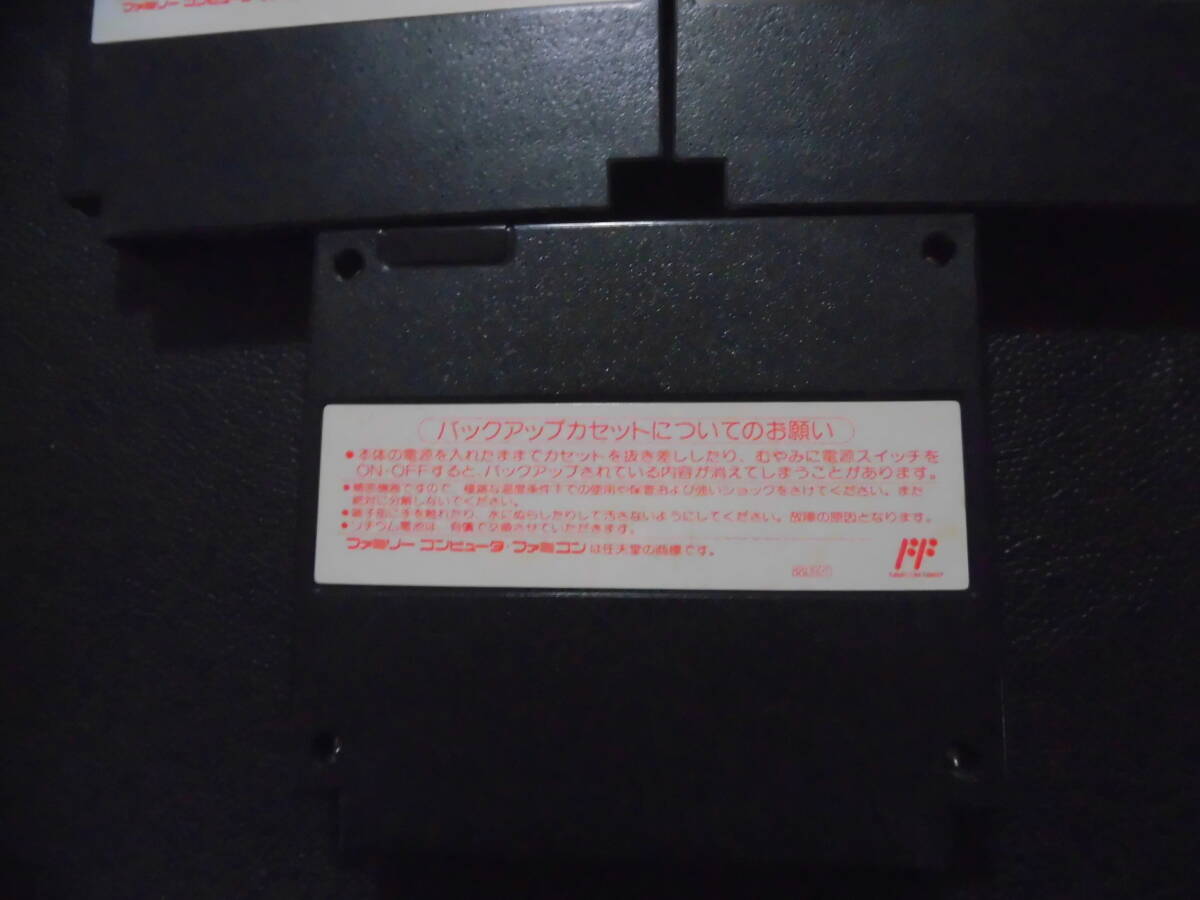 ファミリー コンピュータ
バックアップカセットについてのお願い
●本体の電源を入れたままでカセットを抜き差ししたり、むやみに電源スイッチを
ON-OFFすると、バックアップされている内容が消えてしまうことがあります。
●精密機器ですので、極端な温度条件下での使用や保管および強いショックをさけてください。また
絶対に分解しないでください。
●端子部に手を触れたり、水にぬらしたりして汚さないようにしてください。故障の原因となります。
●リチウム電池は、有償で交換させていただきます。
ファミリー コンピュータ・ファミコンは任天堂の商標です。